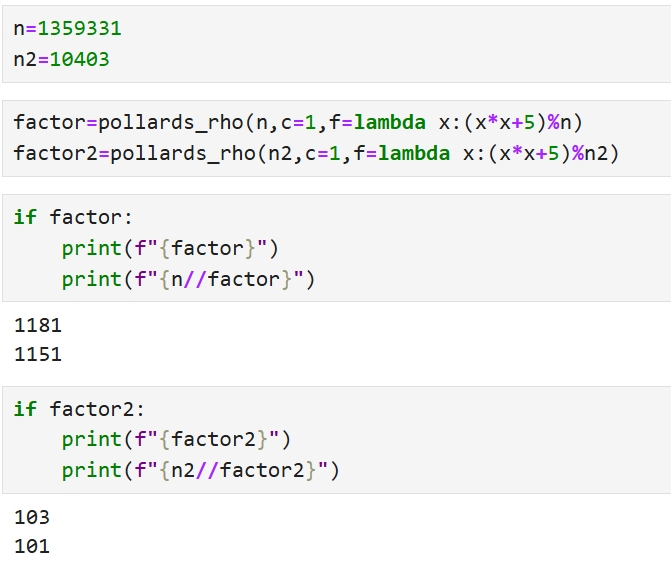 n=1359331
n2=10403
factor=pollards_rho(n,c=1,f=lambda x:(x*x+5)%n)
factor2=pollards_rho(n2,c=1,f=lambda x:(x*x+5)%n2)
if factor:
    print(f"{factor}")
    print(f"{n//factor}")
1181
1151
if factor2:
    print(f"{factor2}")
    print(f"{n2//factor2}")
103
101